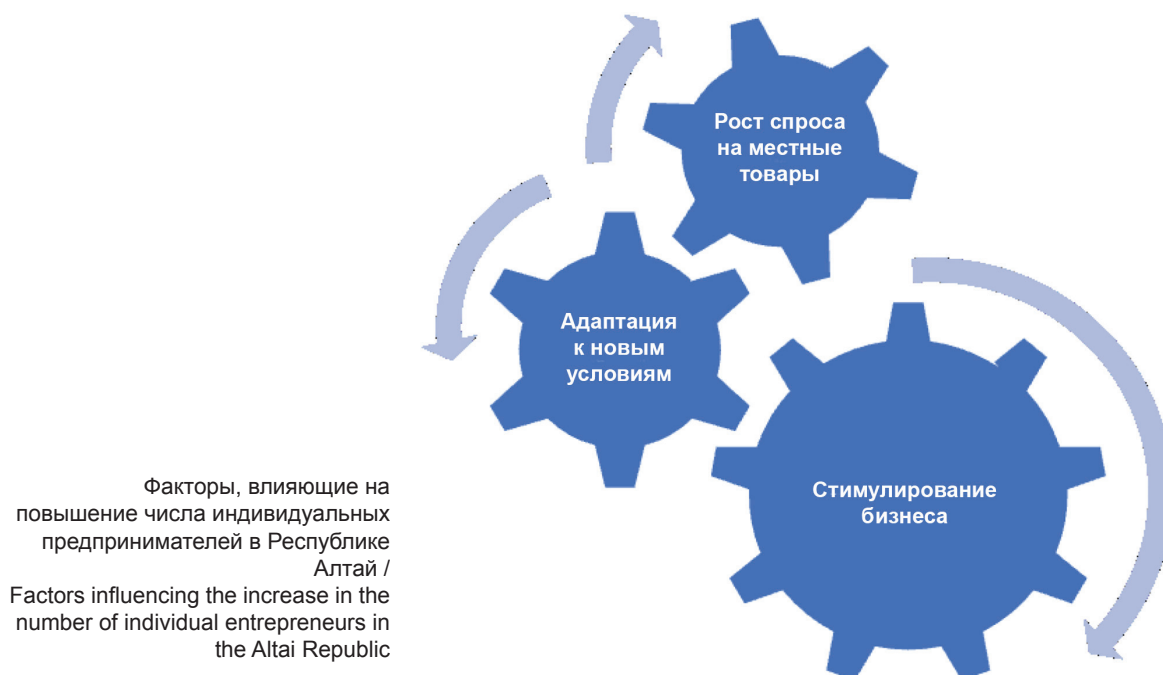 Рост спроса
на местные
товары
Адаптация
к новым
условиям
Стимулирование
бизнеса
Факторы, влияющие на
повышение числа индивидуальных
предпринимателей в Республике
Алтай /
Factors influencing the increase in the
number of individual entrepreneurs in
the Altai Republic